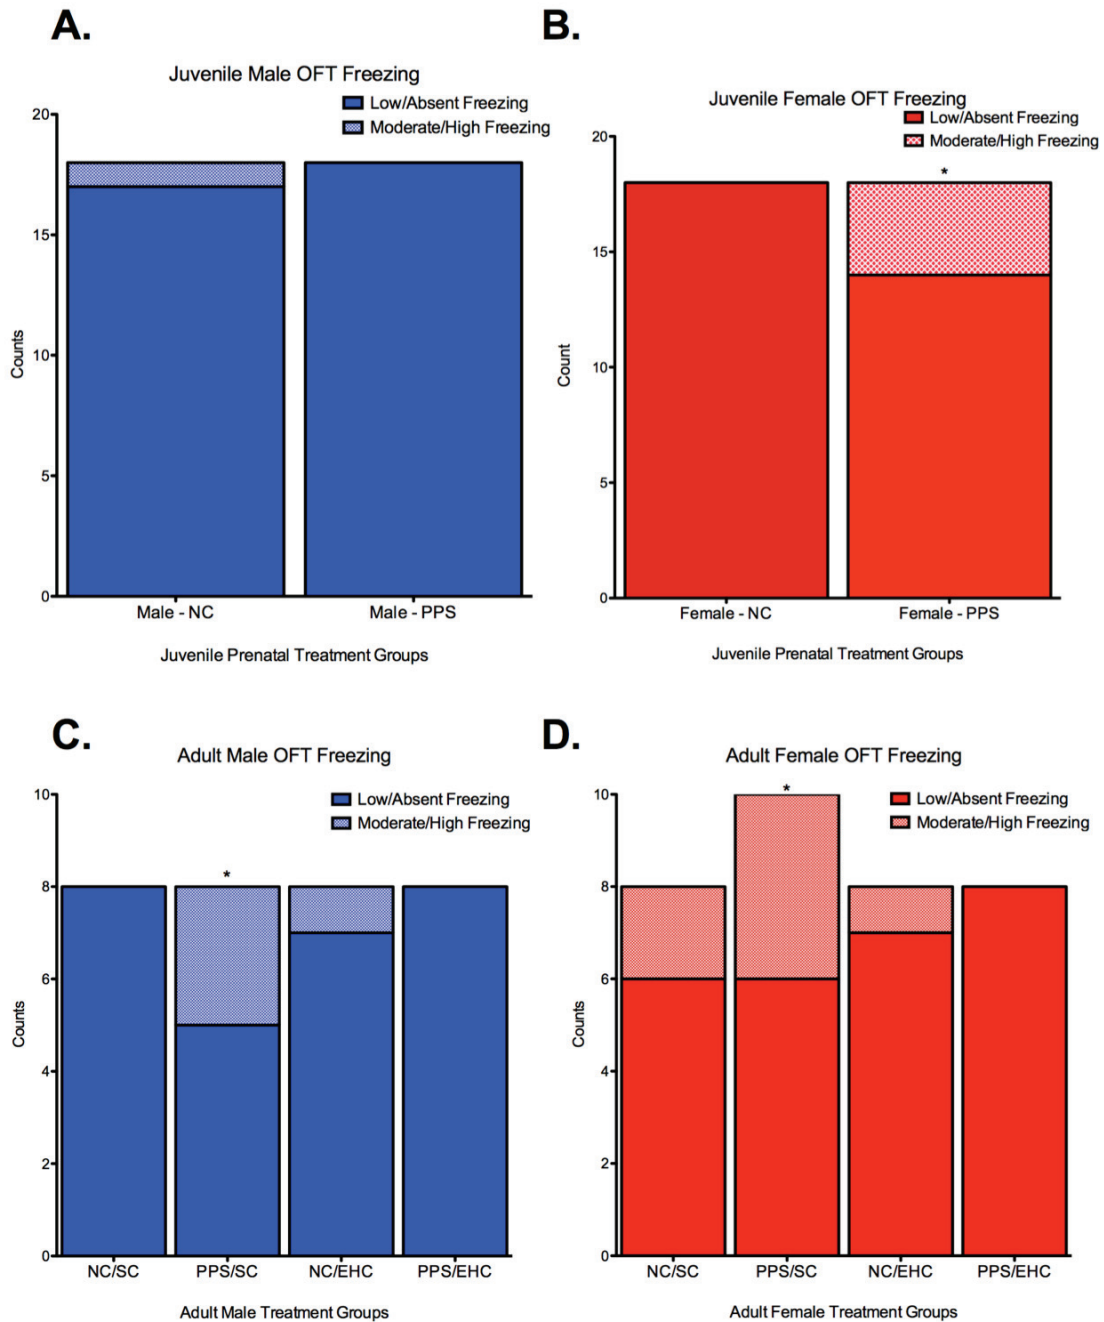 A.
Juvenile Male OFT Freezing
Low/Absent Freezing
Moderate/High Freezing
20
15
10
5
0
Counts
Male - NC
Male - PPS
Juvenile Prenatal Treatment Groups
B.
Juvenile Female OFT Freezing
Low/Absent Freezing
Moderate/High Freezing
20
*
15
10
5
0
Count
Female - NC
Female - PPS
Juvenile Prenatal Treatment Groups
C.
Adult Male OFT Freezing
Low/Absent Freezing
Moderate/High Freezing
10
*
8
6
4
2
0
Counts
NC/SC
PPS/SC
NC/EHC
PPS/EHC
Adult Male Treatment Groups
D.
Adult Female OFT Freezing
Low/Absent Freezing
Moderate/High Freezing
*
10
8
6
4
2
0
Counts
NC/SC
PPS/SC
NC/EHC
PPS/EHC
Adult Female Treatment Groups